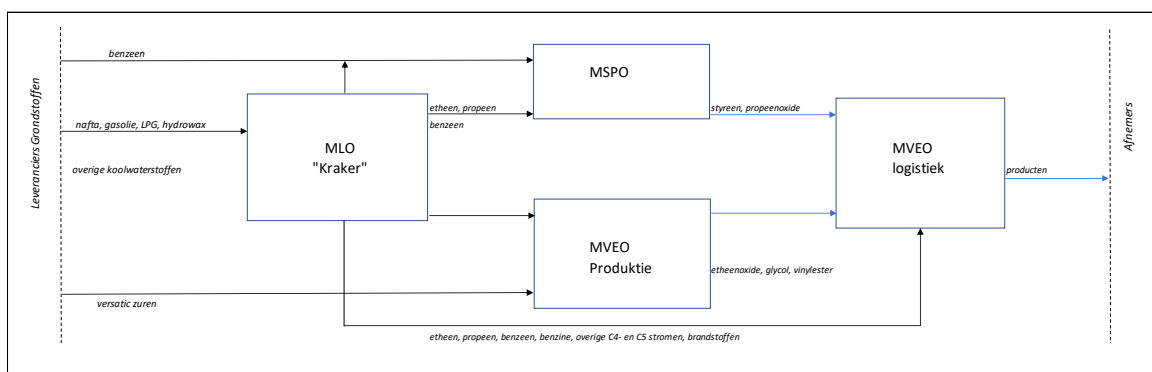 Leveranciers Grondstoffen
benzeen
nafta, gasolie, LPG, hydrowax
overige koolwaterstoffen
versatic zuren
MLO
"Kraker"
etheen, propeen
benzeen
MSPO
styreen, propeenoxide
MVEO
Produktie
etheenoxide, glycol, vinylester
MVEO
logistiek
producten
Afnemers
etheen, propeen, benzeen, benzine, overige C4- en C5 stromen, brandstoffen